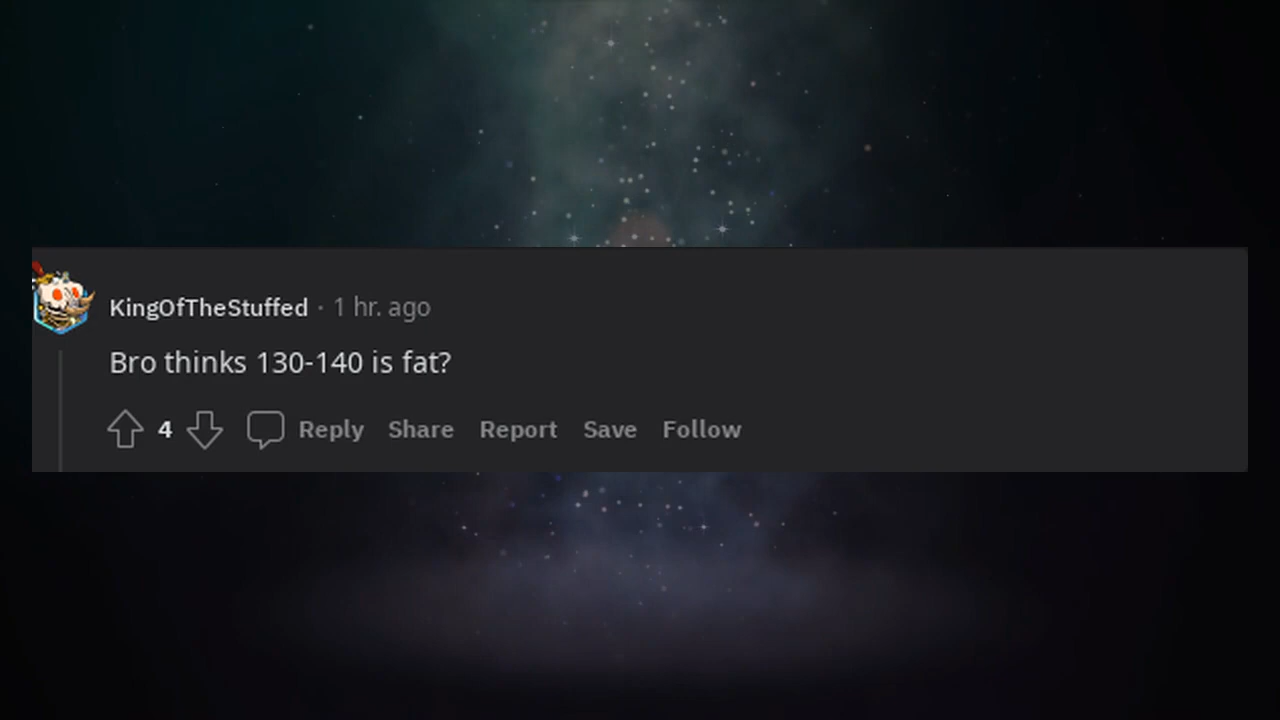 KingOfTheStuffed · 1 hr. ago
Bro thinks 130-140 is fat?
4 Reply Share Report Save Follow